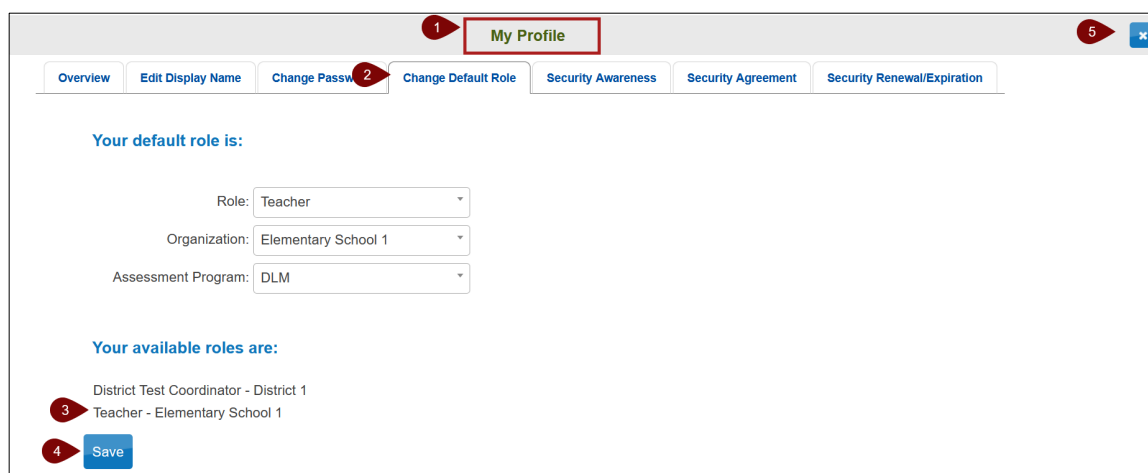 1 My Profile 5 ×
Overview Edit Display Name Change Passw 2 Change Default Role Security Awareness Security Agreement Security Renewal/Expiration
Your default role is:
Role: Teacher
Organization: Elementary School 1
Assessment Program: DLM
Your available roles are:
District Test Coordinator - District 1
3 Teacher - Elementary School 1
4 Save